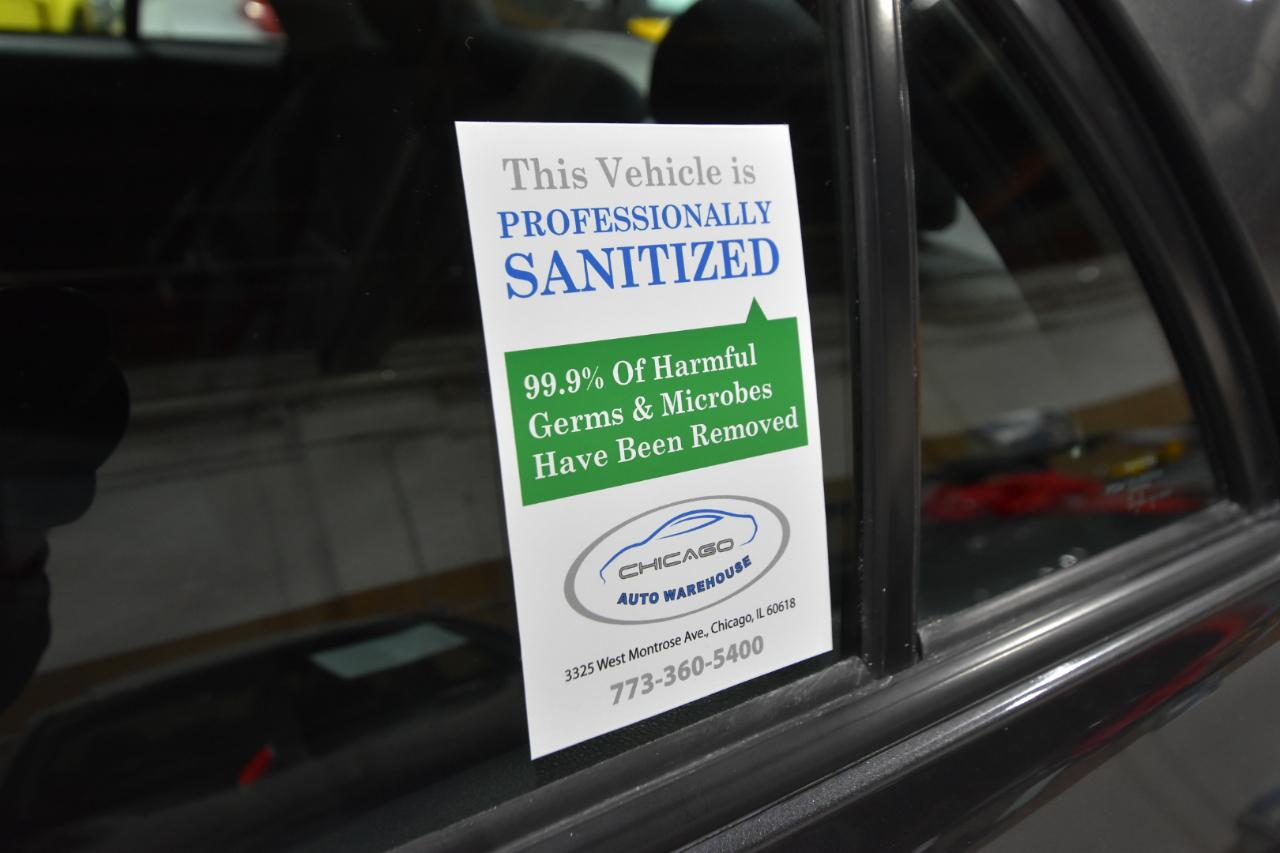 This Vehicle is
PROFESSIONALLY
SANITIZED
99.9% Of Harmful
Germs & Microbes
Have Been Removed
CHICAGO
AUTO WAREHOUSE
3325 West Montrose Ave., Chicago, IL 60618
773-360-5400